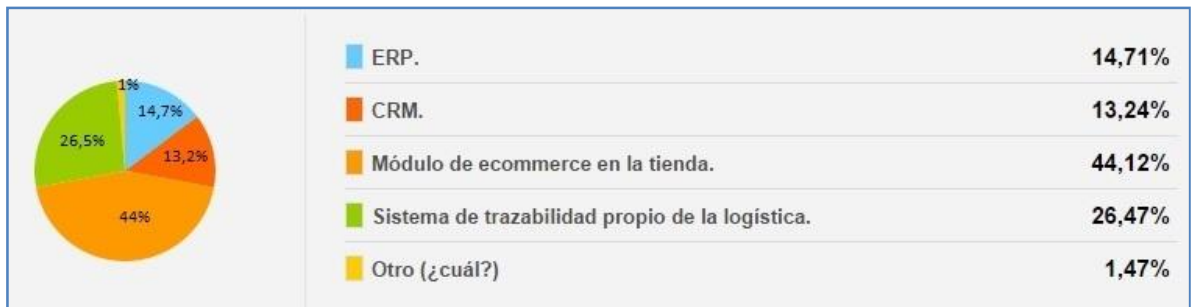 1%
14,7%
13,2%
44%
26,5%
ERP. 14,71%
CRM. 13,24%
Módulo de ecommerce en la tienda. 44,12%
Sistema de trazabilidad propio de la logística. 26,47%
Otro (¿cuál?) 1,47%